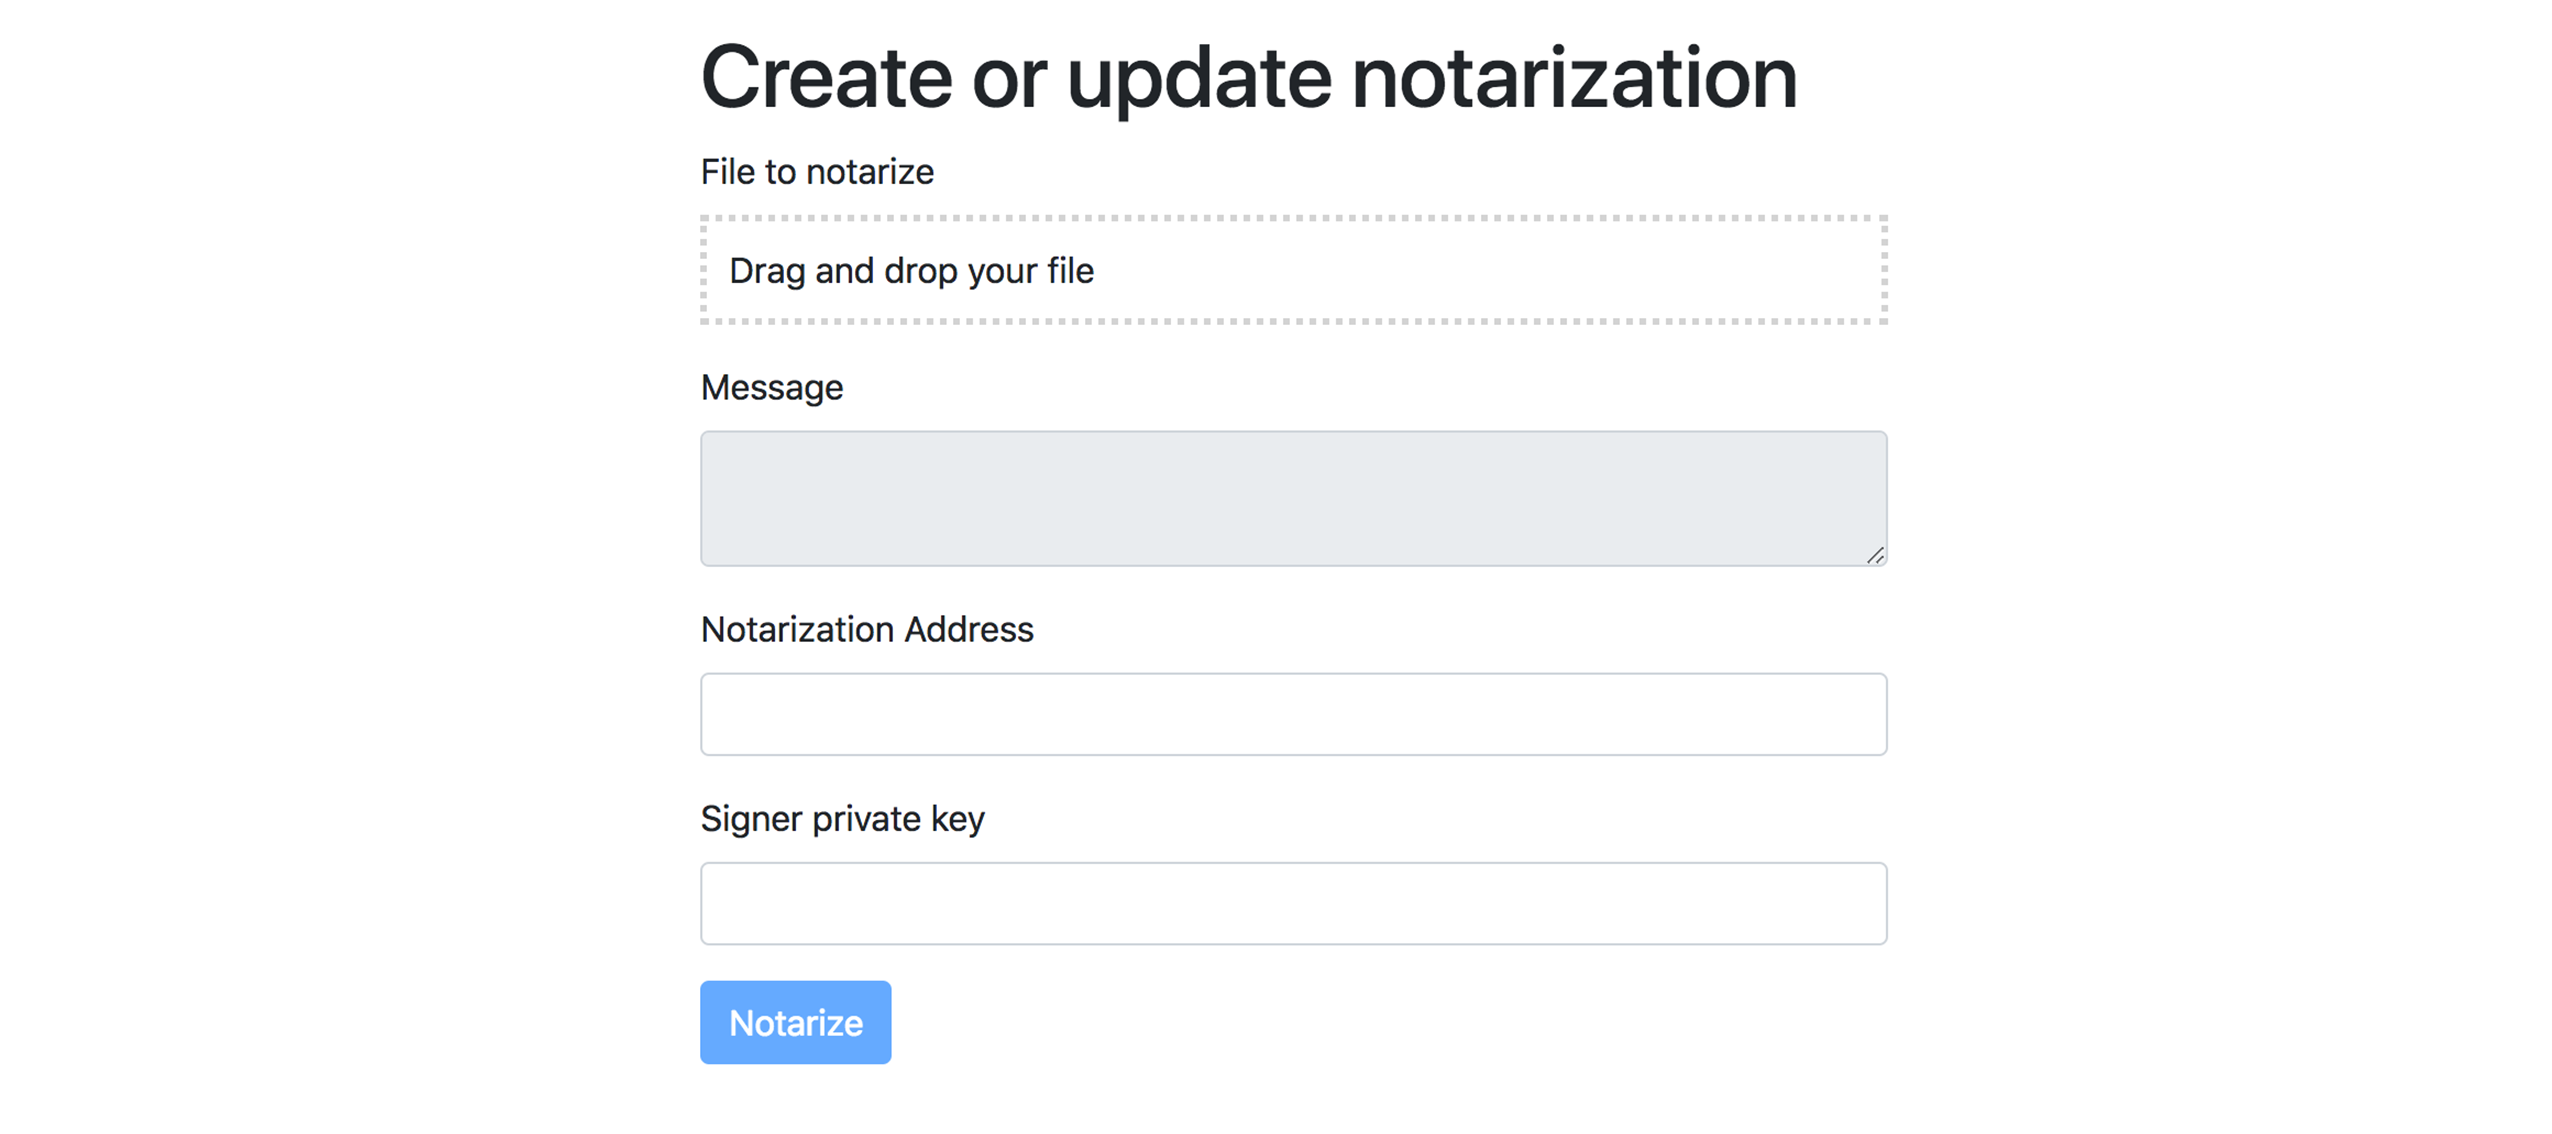 Create or update notarization
File to notarize
Drag and drop your file
Message
Notarization Address
Signer private key
Notarize